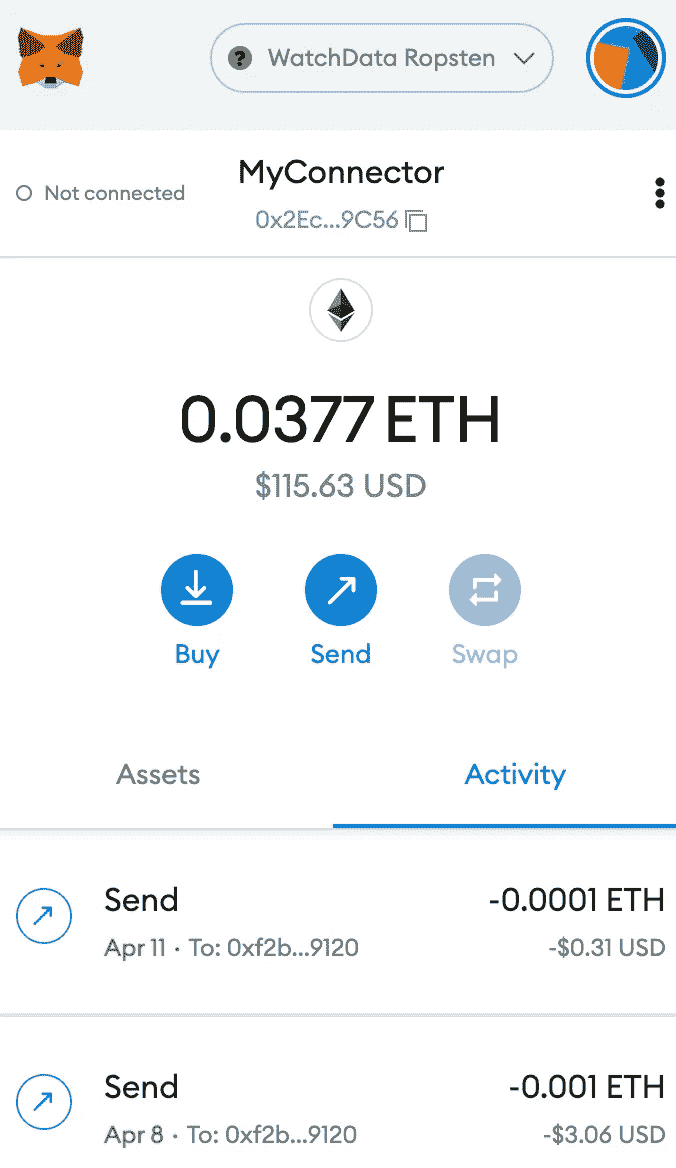 ? WatchData Ropsten
MyConnector
Not connected
0x2Ec...9C56
0.0377 ETH
$115.63 USD
Buy Send Swap
Assets Activity
Send -0.0001 ETH
Apr 11 · To: 0xf2b...9120 -$0.31 USD
Send -0.001 ETH
Apr 8 · To: 0xf2b...9120 -$3.06 USD